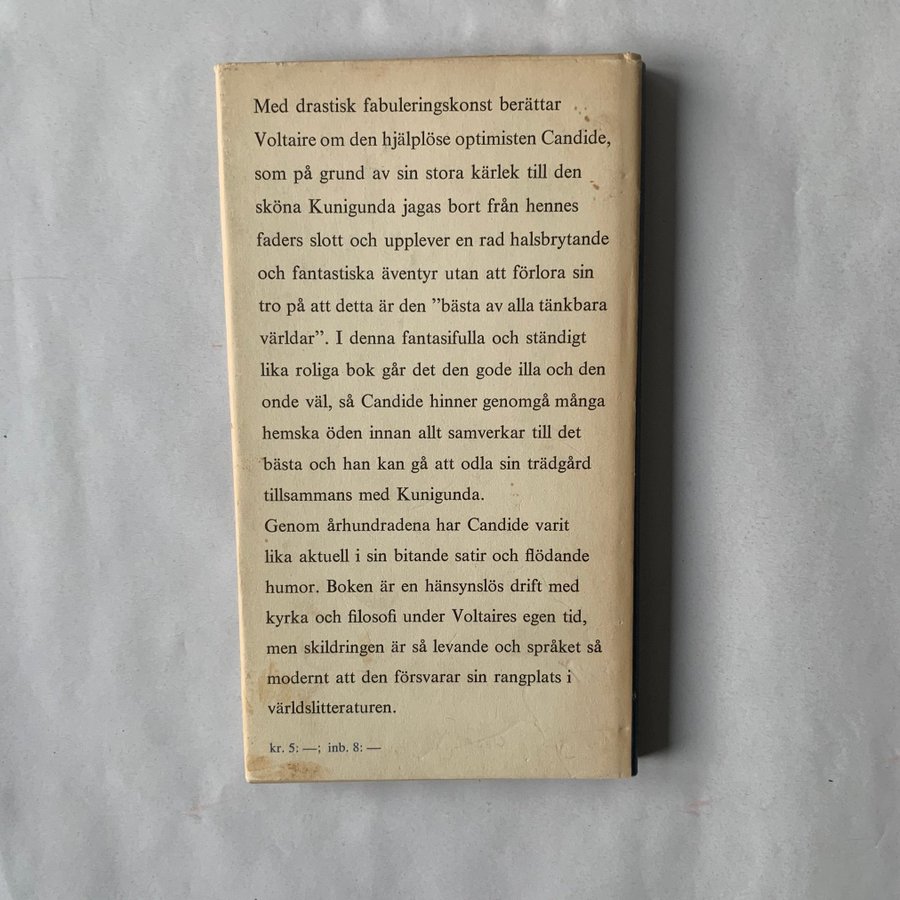 Med drastisk fabuleringskonst berättar
Voltaire om den hjälplöse optimisten Candide,
som på grund av sin stora kärlek till den
sköna Kunigunda jagas bort från hennes
faders slott och upplever en rad halsbrytande
och fantastiska äventyr utan att förlora sin
tro på att detta är den ”bästa av alla tänkbara
världar”. I denna fantasifulla och ständigt
lika roliga bok går det den gode illa och den
onde väl, så Candide hinner genomgå många
hemska öden innan allt samverkar till det
bästa och han kan gå att odla sin trädgård
tillsammans med Kunigunda.
Genom århundradena har Candide varit
lika aktuell i sin bitande satir och flödande
humor. Boken är en hänsynslös drift med
kyrka och filosofi under Voltaires egen tid,
men skildringen är så levande och språket så
modernt att den försvarar sin rangplats i
världslitteraturen.
kr. 5: —; inb. 8: —